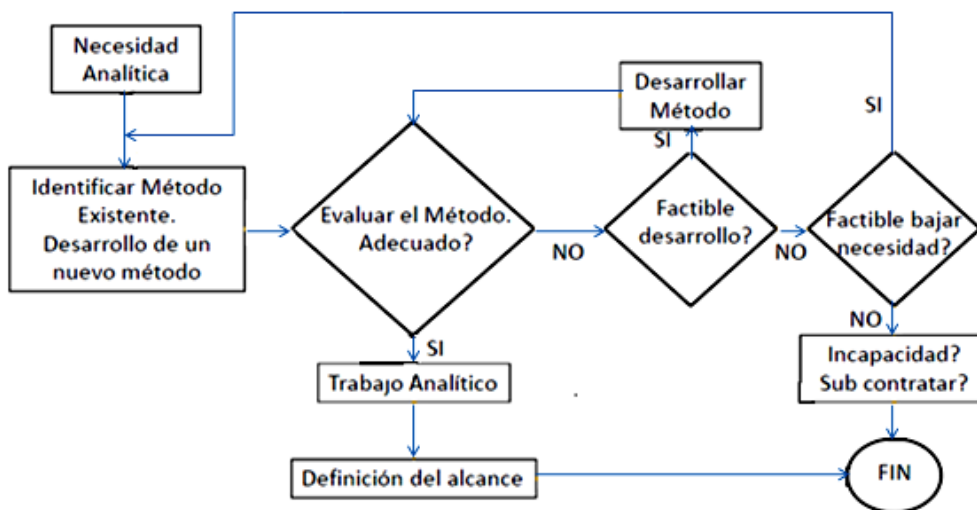 Necesidad
Analítica
Identificar Método
Existente.
Desarrollo de un
nuevo método
Evaluar el Método.
Adecuado?
NO
SI
Desarrollar
Método
SI
Factible
desarrollo?
NO
SI
Factible bajar
necesidad?
NO
Incapacidad?
Sub contratar?
Trabajo Analítico
Definición del alcance
FIN